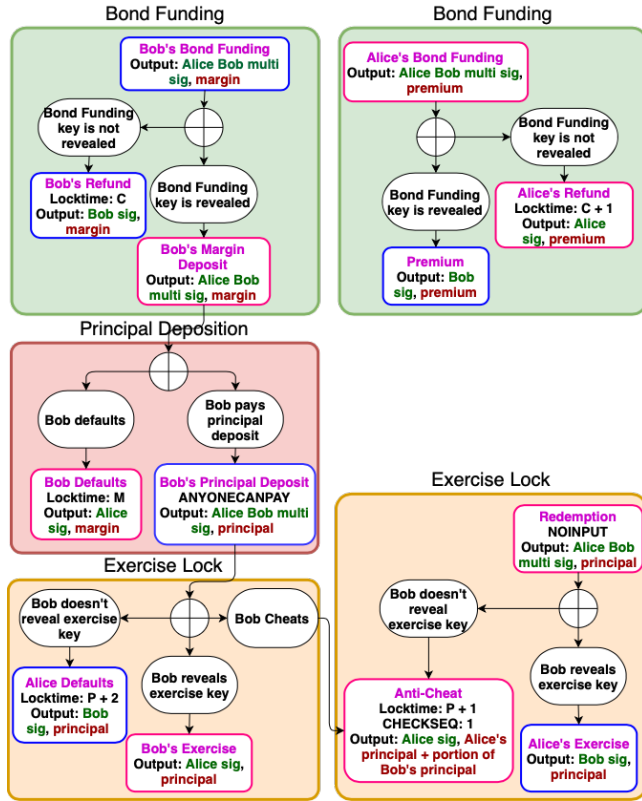 Bond Funding
Bob's Bond Funding
Output: Alice Bob multi
sig, margin
Bond Funding
key is not
revealed
Bob's Refund
Locktime: C
Output: Bob sig,
margin
Bond Funding
key is revealed
Bob's Margin
Deposit
Output: Alice Bob
multi sig, margin
Bond Funding
Alice's Bond Funding
Output: Alice Bob multi sig,
premium
Bond Funding
key is not
revealed
Bond Funding
key is revealed
Alice's Refund
Locktime: C + 1
Output: Alice
sig, premium
Premium
Output: Bob
sig, premium
Principal Deposition
Bob defaults
Bob pays
principal
deposit
Bob Defaults
Locktime: M
Output: Alice
sig, margin
Bob's Principal Deposit
ANYONECANPAY
Output: Alice Bob multi
sig, principal
Exercise Lock
Bob doesn't
reveal exercise
key
Bob Cheats
Bob reveals
exercise key
Alice Defaults
Locktime: P + 2
Output: Bob
sig, principal
Bob's Exercise
Output: Alice sig,
principal
Exercise Lock
Redemption
NOINPUT
Output: Alice Bob
multi sig, principal
Bob doesn't
reveal exercise
key
Bob reveals
exercise key
Anti-Cheat
Locktime: P + 1
CHECKSEQ: 1
Output: Alice sig, Alice's
principal + portion of
Bob's principal
Alice's Exercise
Output: Bob sig,
principal